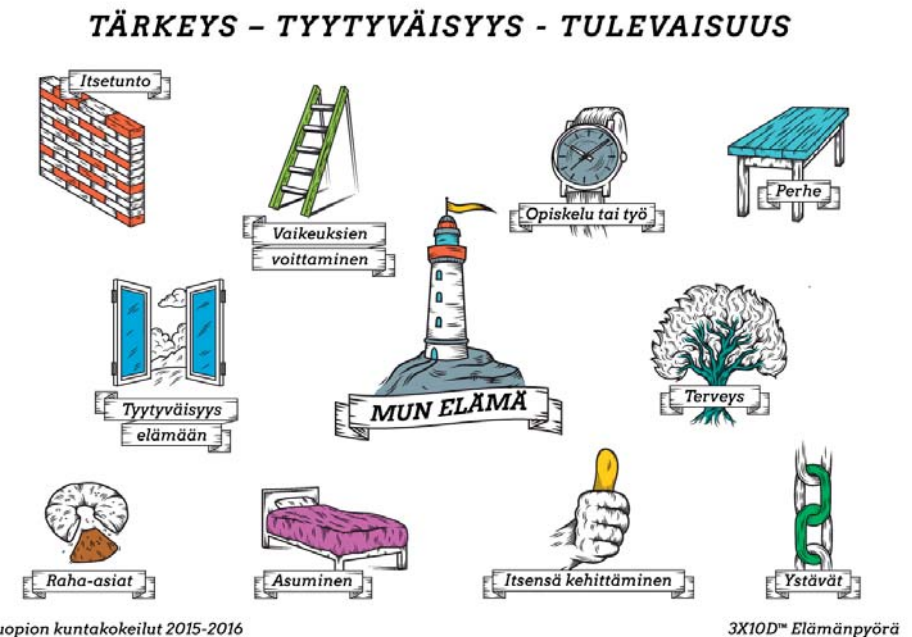 TÄRKEYS – TYYTYVÄISYYS - TULEVAISUUS
Itsetunto
Vaikeuksien
voittaminen
Opiskelu tai työ
Perhe
Tyytyväisyys
elämään
MUN ELÄMÄ
Terveys
Raha-asiat
Asuminen
Itsensä kehittäminen
Ystävät
kuntakokeilut 2015-2016
3X10D™ Elämänpyörä